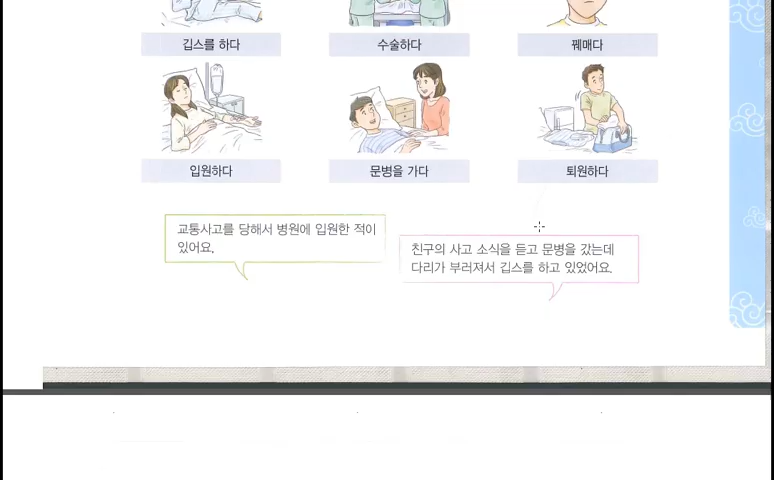 깁스를 하다
수술하다
꿰매다
입원하다
문병을 가다
퇴원하다
교통사고를 당해서 병원에 입원한 적이
있어요.
친구의 사고 소식을 듣고 문병을 갔는데
다리가 부러져서 깁스를 하고 있었어요.